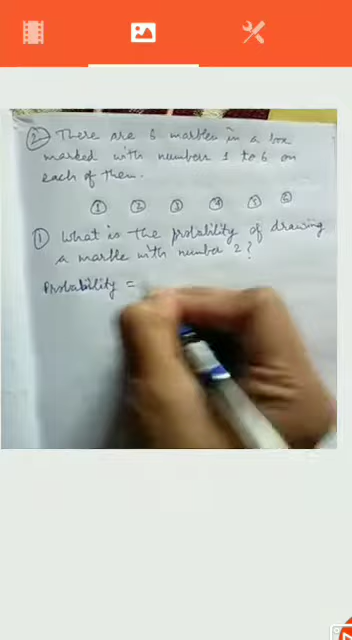 ② There are 6 marbles in a box
marked with numbers 1 to 6 on
each of them.
① ② ③ ④ ⑤ ⑥
① What is the probility of drawing
a marble with number 2?
Probability =